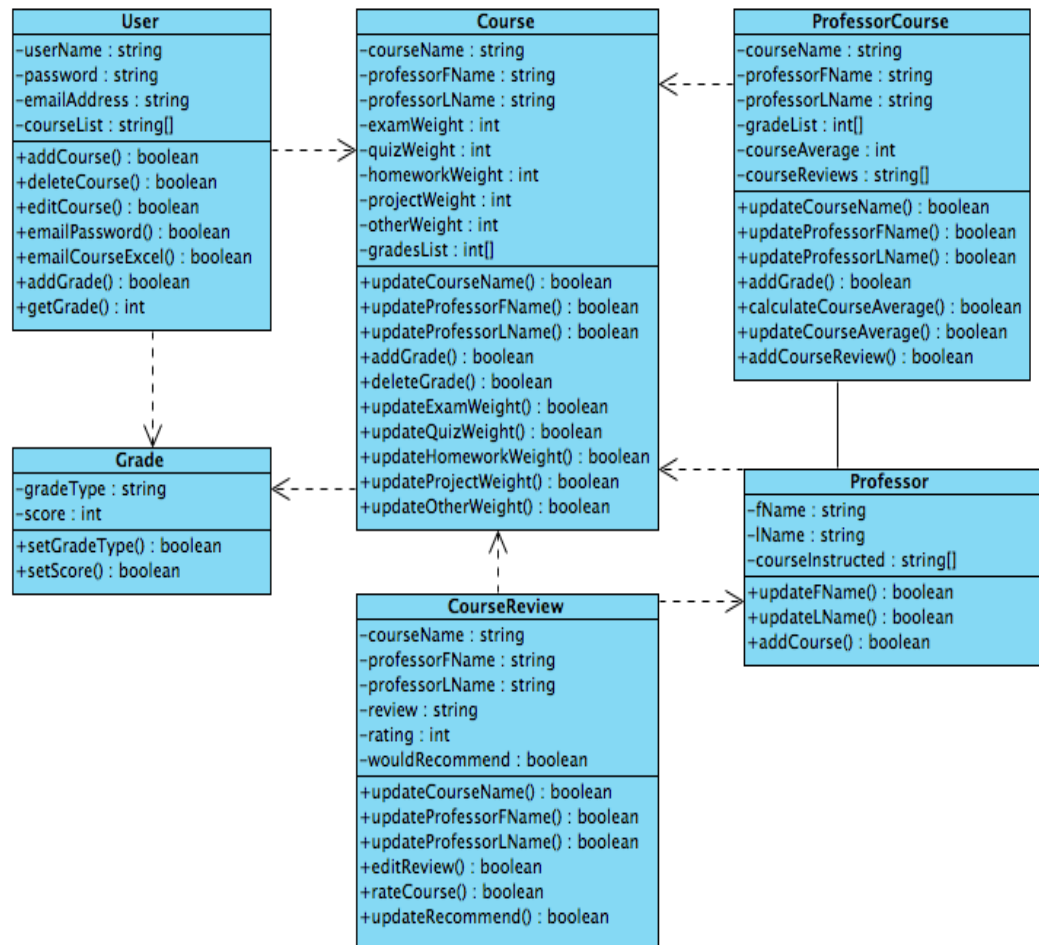 User
-userName : string
-password : string
-emailAddress : string
-courseList : string[]
+addCourse() : boolean
+deleteCourse() : boolean
+editCourse() : boolean
+emailPassword() : boolean
+emailCourseExcel() : boolean
+addGrade() : boolean
+getGrade() : int
Course
-courseName : string
-professorFName : string
-professorLName : string
-examWeight : int
-quizWeight : int
-homeworkWeight : int
-projectWeight : int
-otherWeight : int
-gradesList : int[]
+updateCourseName() : boolean
+updateProfessorFName() : boolean
+updateProfessorLName() : boolean
+addGrade() : boolean
+deleteGrade() : boolean
+updateExamWeight() : boolean
+updateQuizWeight() : boolean
+updateHomeworkWeight() : boolean
+updateProjectWeight() : boolean
+updateOtherWeight() : boolean
ProfessorCourse
-courseName : string
-professorFName : string
-professorLName : string
-gradeList : int[]
-courseAverage : int
-courseReviews : string[]
+updateCourseName() : boolean
+updateProfessorFName() : boolean
+updateProfessorLName() : boolean
+addGrade() : boolean
+calculateCourseAverage() : boolean
+updateCourseAverage() : boolean
+addCourseReview() : boolean
Grade
-gradeType : string
-score : int
+setGradeType() : boolean
+setScore() : boolean
Professor
-fName : string
-lName : string
-courseInstructed : string[]
+updateFName() : boolean
+updateLName() : boolean
+addCourse() : boolean
CourseReview
-courseName : string
-professorFName : string
-professorLName : string
-review : string
-rating : int
-wouldRecommend : boolean
+updateCourseName() : boolean
+updateProfessorFName() : boolean
+updateProfessorLName() : boolean
+editReview() : boolean
+rateCourse() : boolean
+updateRecommend() : boolean